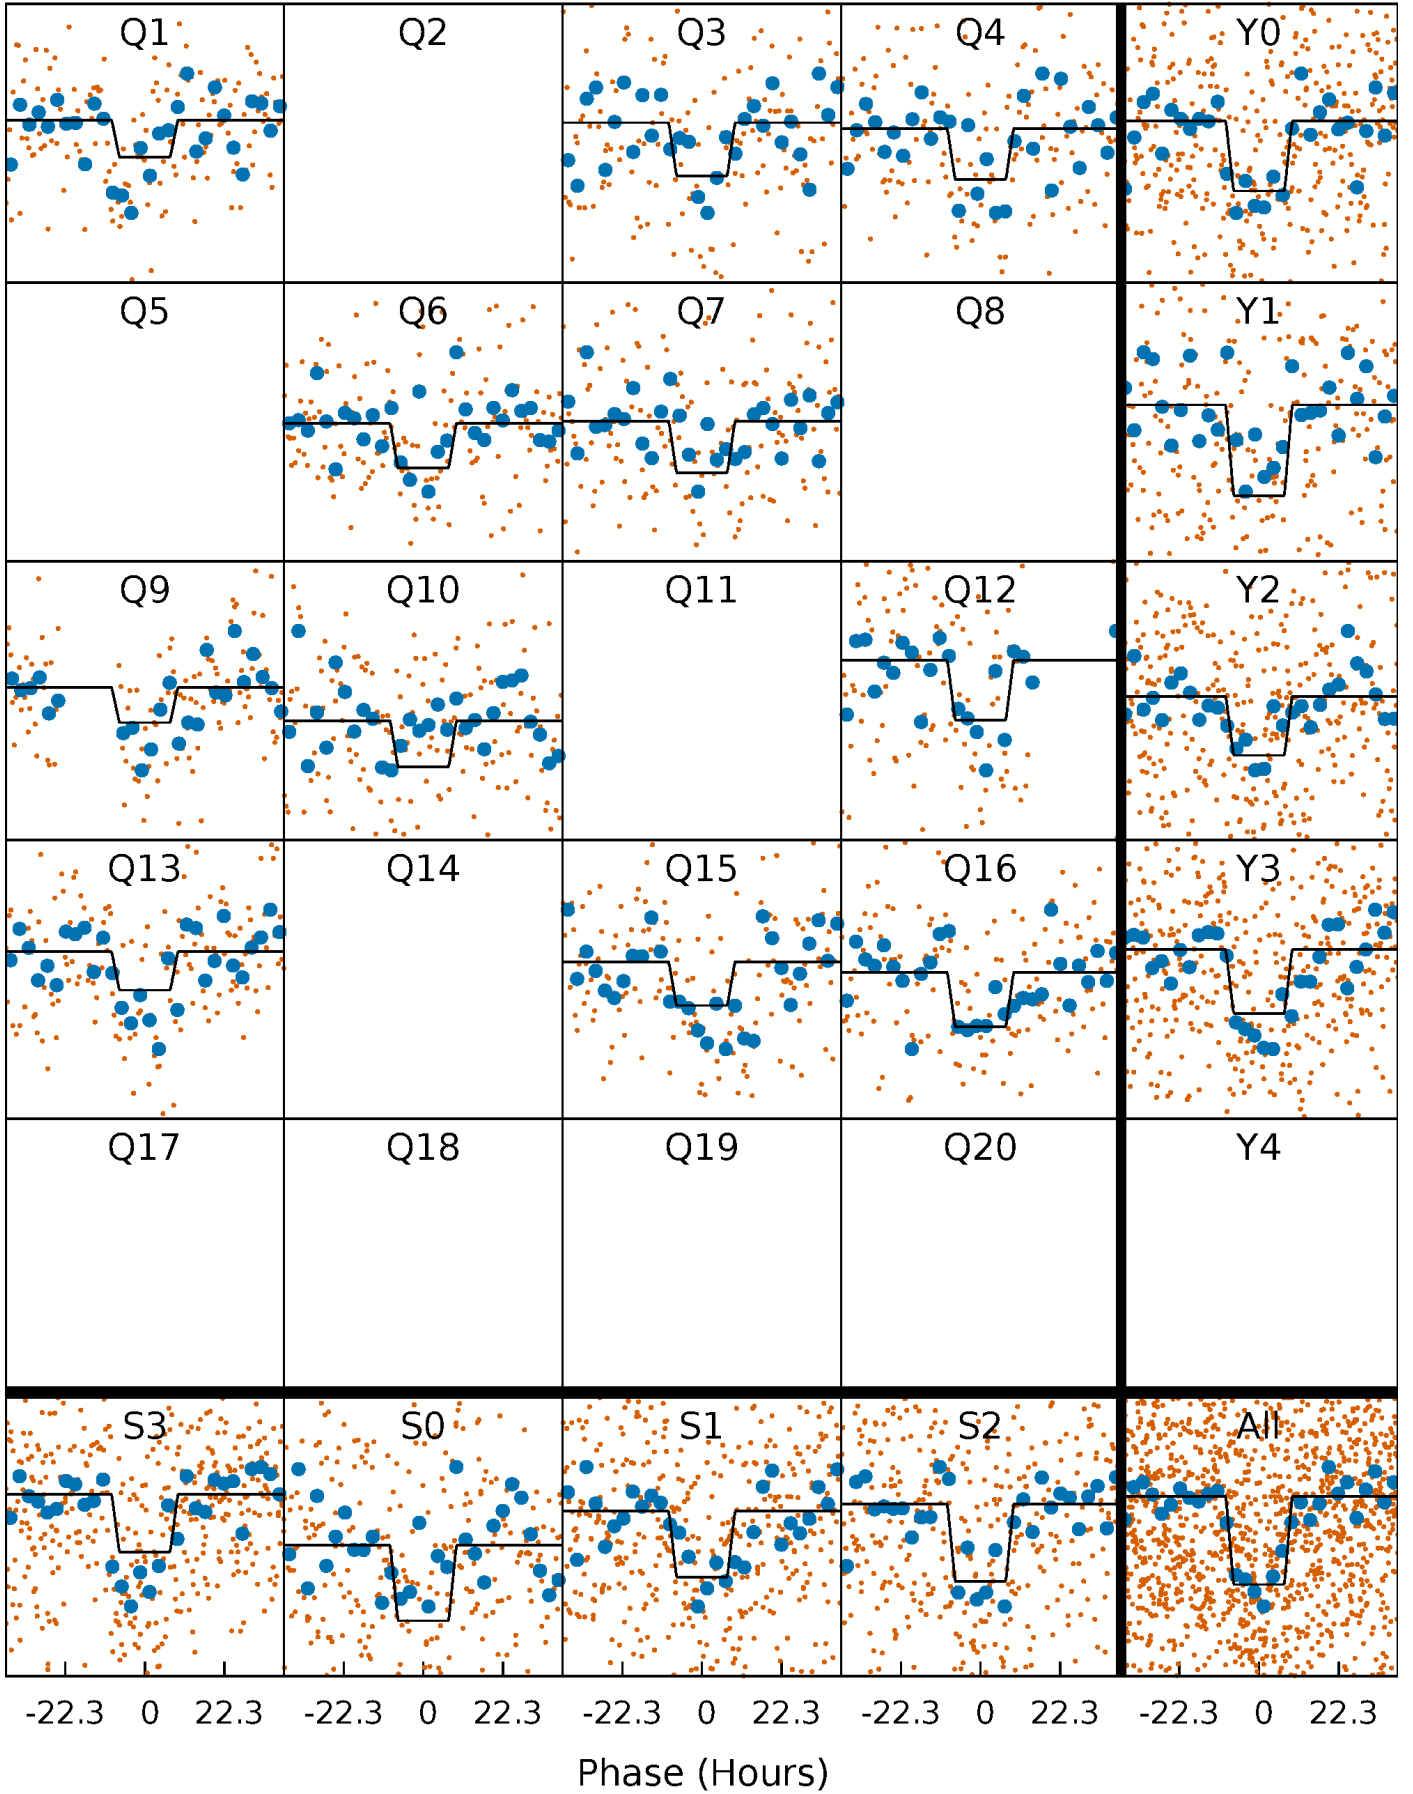 Q1 Q2 Q3 Q4 Y0
Q5 Q6 Q7 Q8 Y1
Q9 Q10 Q11 Q12 Y2
Q13 Q14 Q15 Q16 Y3
Q17 Q18 Q19 Q20 Y4
S3 S0 S1 S2 All
-22.3 0 22.3 -22.3 0 22.3 -22.3 0 22.3 -22.3 0 22.3 -22.3 0 22.3
Phase (Hours)